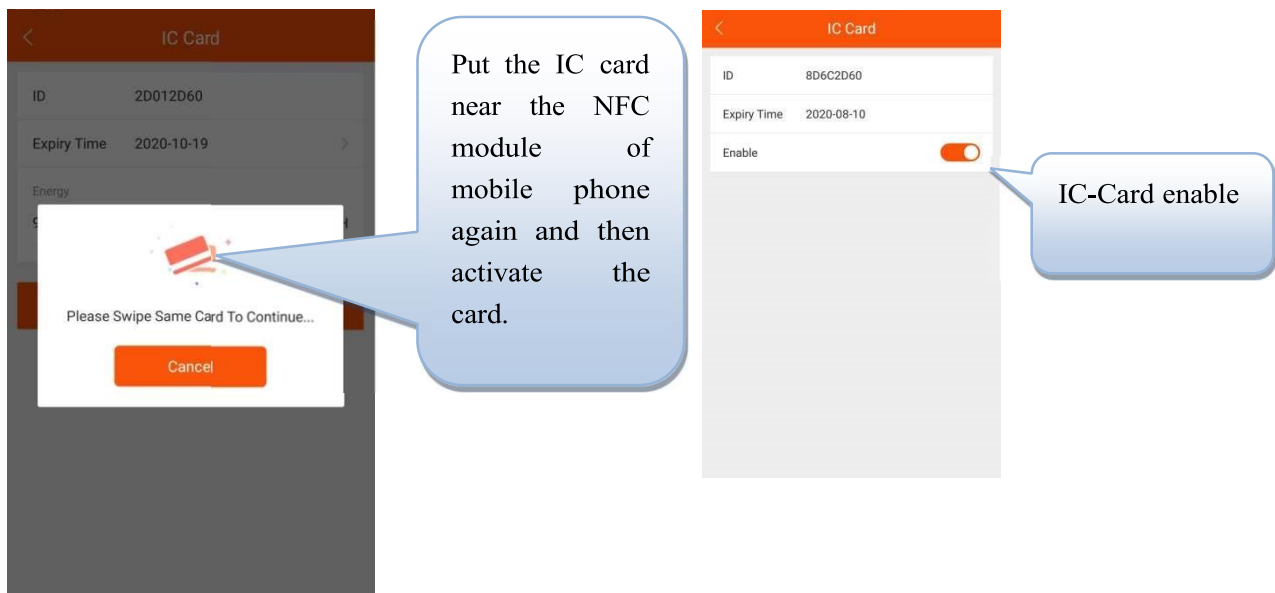 IC Card
ID 2D012D60
Expiry Time 2020-10-19
Energy
Please Swipe Same Card To Continue...
Cancel
Put the IC card
near the NFC
module of
mobile phone
again and then
activate the
card.
IC Card
ID 8D6C2D60
Expiry Time 2020-08-10
Enable
IC-Card enable